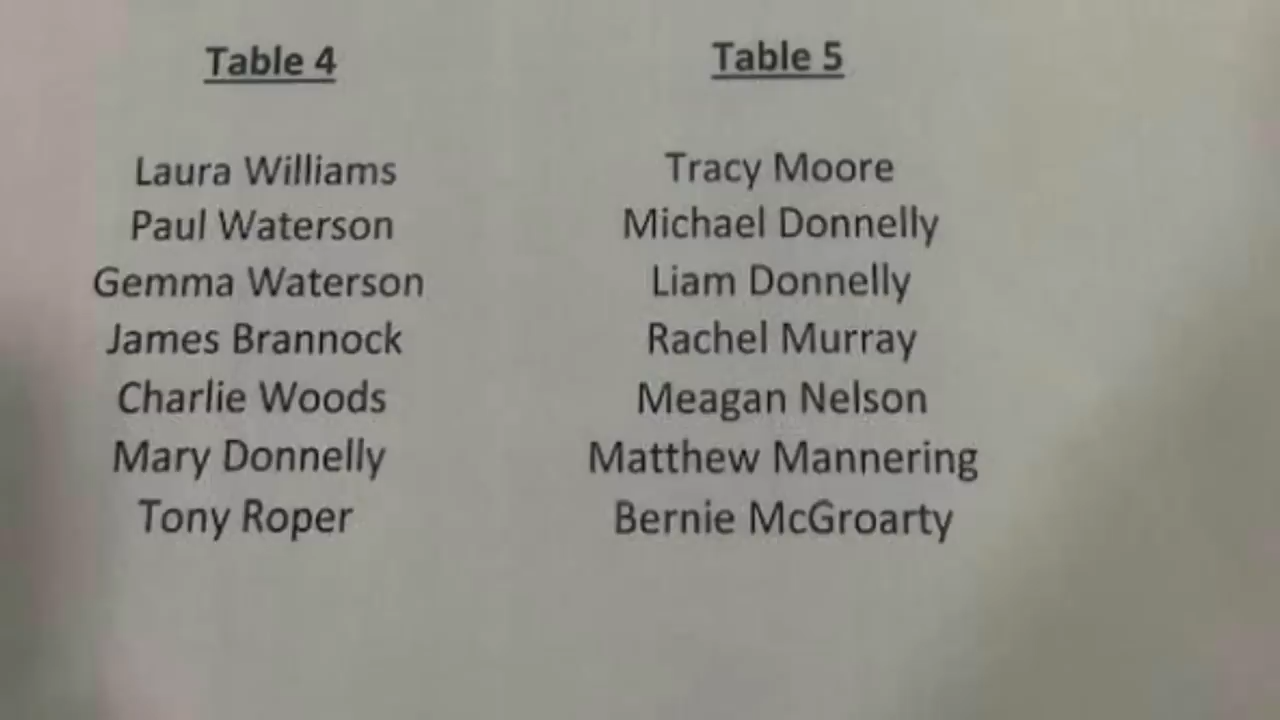 Table 4
Laura Williams
Paul Waterson
Gemma Waterson
James Brannock
Charlie Woods
Mary Donnelly
Tony Roper
Table 5
Tracy Moore
Michael Donnelly
Liam Donnelly
Rachel Murray
Meagan Nelson
Matthew Mannering
Bernie McGroarty